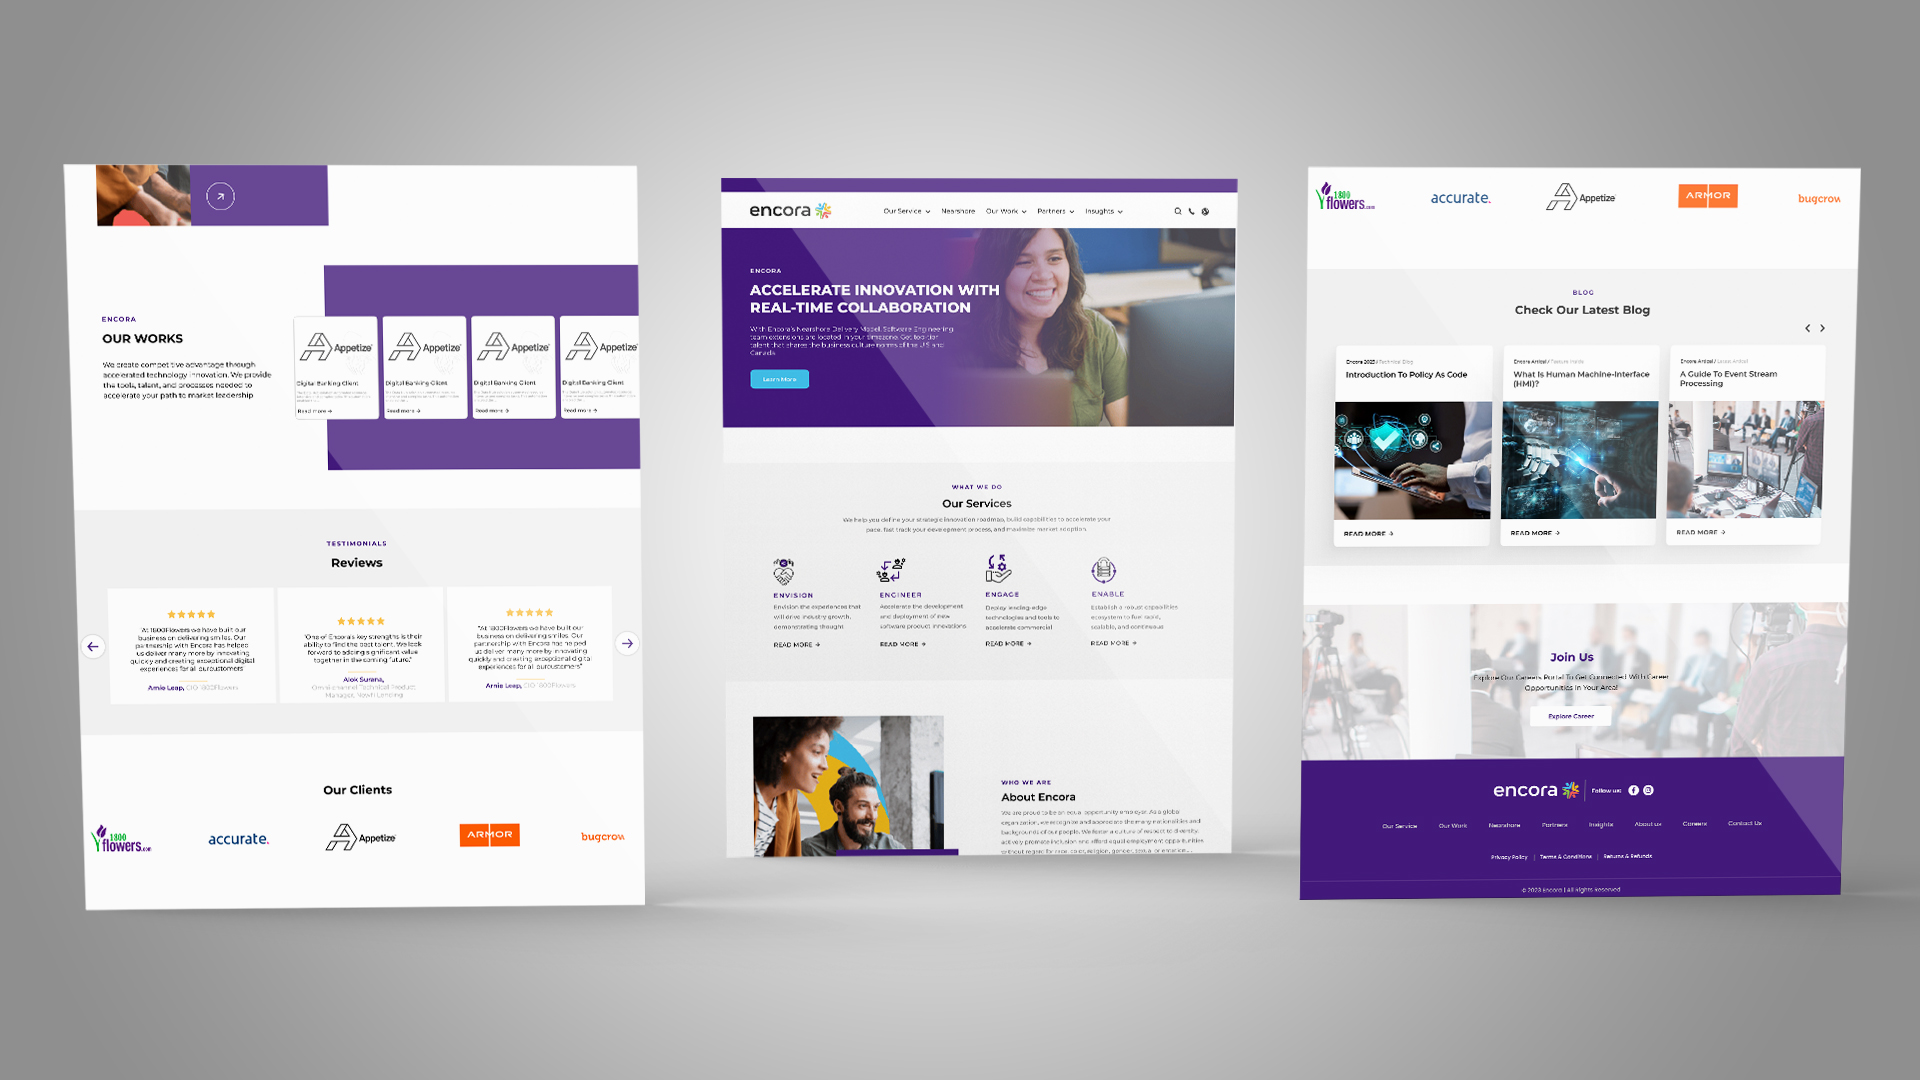 ENCORA
OUR WORKS
We create competitive advantage through
accelerated technology innovation. We provide
the tools, talent, and processes needed to
accelerate your path to market leadership
Appetize
Digital Banking Client
Read more →
Appetize
Digital Banking Client
Read more →
Appetize
Digital Banking Client
Read more →
Appetize
Digital Banking Client
Read more →
TESTIMONIALS
Reviews
"At 1800Flowers we have built our
business on delivering smiles. Our
partnership with Encora has helped
us deliver many more by innovating
quickly and creating exceptional digital
experiences for all ourcustomers"
Arnie Leap, CIO 1800Flowers
"One of Encora's key strengths is their
ability to find the best talent. We look
forward to adding significant value
together in the coming future."
Alok Surana,
Omni-channel Technical Product
"At 1800Flowers we have built our
business on delivering smiles. Our
partnership with Encora has helped
us deliver many more by innovating
quickly and creating exceptional digital
experiences for all ourcustomers"
Arnie Leap, CIO 1800Flowers
Our Clients
1800
flowers.com
accurate.
Appetize
ARMOR
bugcrow
encora
Our Service
Nearshore
Our Work
Partners
Insughts
ENCORA
ACCELERATE INNOVATION WITH
REAL-TIME COLLABORATION
With Encora's Nearshore Delivery Model, Software Engineering
team extensions are located in your timezone. Get top-tier
talent that shares the business culture norms of the U.S and
Canada.
Learn More
WHAT WE DO
Our Services
We help you define your strategic innovation roadmap, build capabilities to accelerate your
pace, fast track your development process, and maximize market adoption.
ENVISION
Envision the experiences that
will drive industry growth,
demonstrating thought
READ MORE →
ENGINEER
Accelerate the development
and deployment of new
software product innovations
READ MORE →
ENGAGE
Deploy leading-edge
technologies and tools to
accelerate commercial
READ MORE →
ENABLE
Establish a robust capabilities
ecosystem to fuel rapid,
scalable, and continuous
READ MORE →
WHO WE ARE
About Encora
We are proud to be an equal opportunity employer. As a global
organization, we recognize and appreciate the many nationalities and
backgrounds of our people. We foster a culture of respect to diversity,
actively promote inclusion and afford equal employment opportunities
without regard for race, color, religion, gender, sexual orientation,
1800
flowers.com
accurate.
Appetize
ARMOR
bugcrow
BLOG
Check Our Latest Blog
Encora 2023 / Technical Blog
Introduction To Policy As Code
READ MORE →
Encora Artical / Feature Inside
What Is Human Machine-Interface
(HMI)?
READ MORE →
Encora Artical / Latest Artical
A Guide To Event Stream
Processing
READ MORE →
Join Us
Explore Our Careers Portal To Get Connected With Career
Opportunities In Your Area!
Explore Career
encora
Follow us:
Our Service
Our Work
Nearshore
Partners
Insights
About us
Careers
Contact Us
Privacy Policy | Terms & Conditions | Returns & Refunds
© 2023 Encora | All Rights Reserved